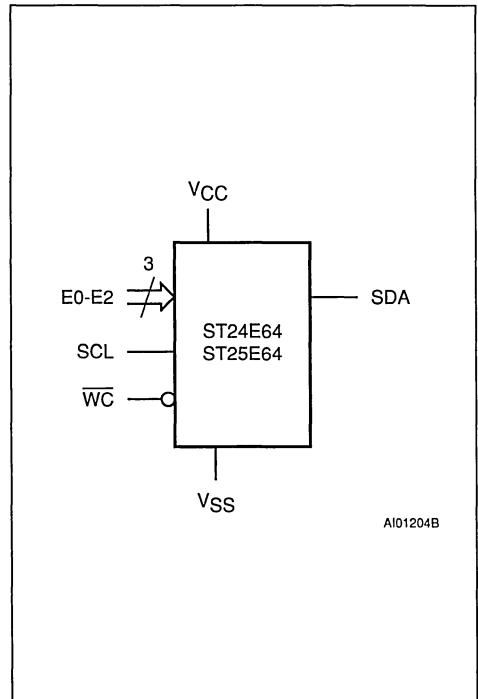 VCC
3
E0-E2
SDA
ST24E64
SCL
ST25E64
WC
VSS
AI01204B